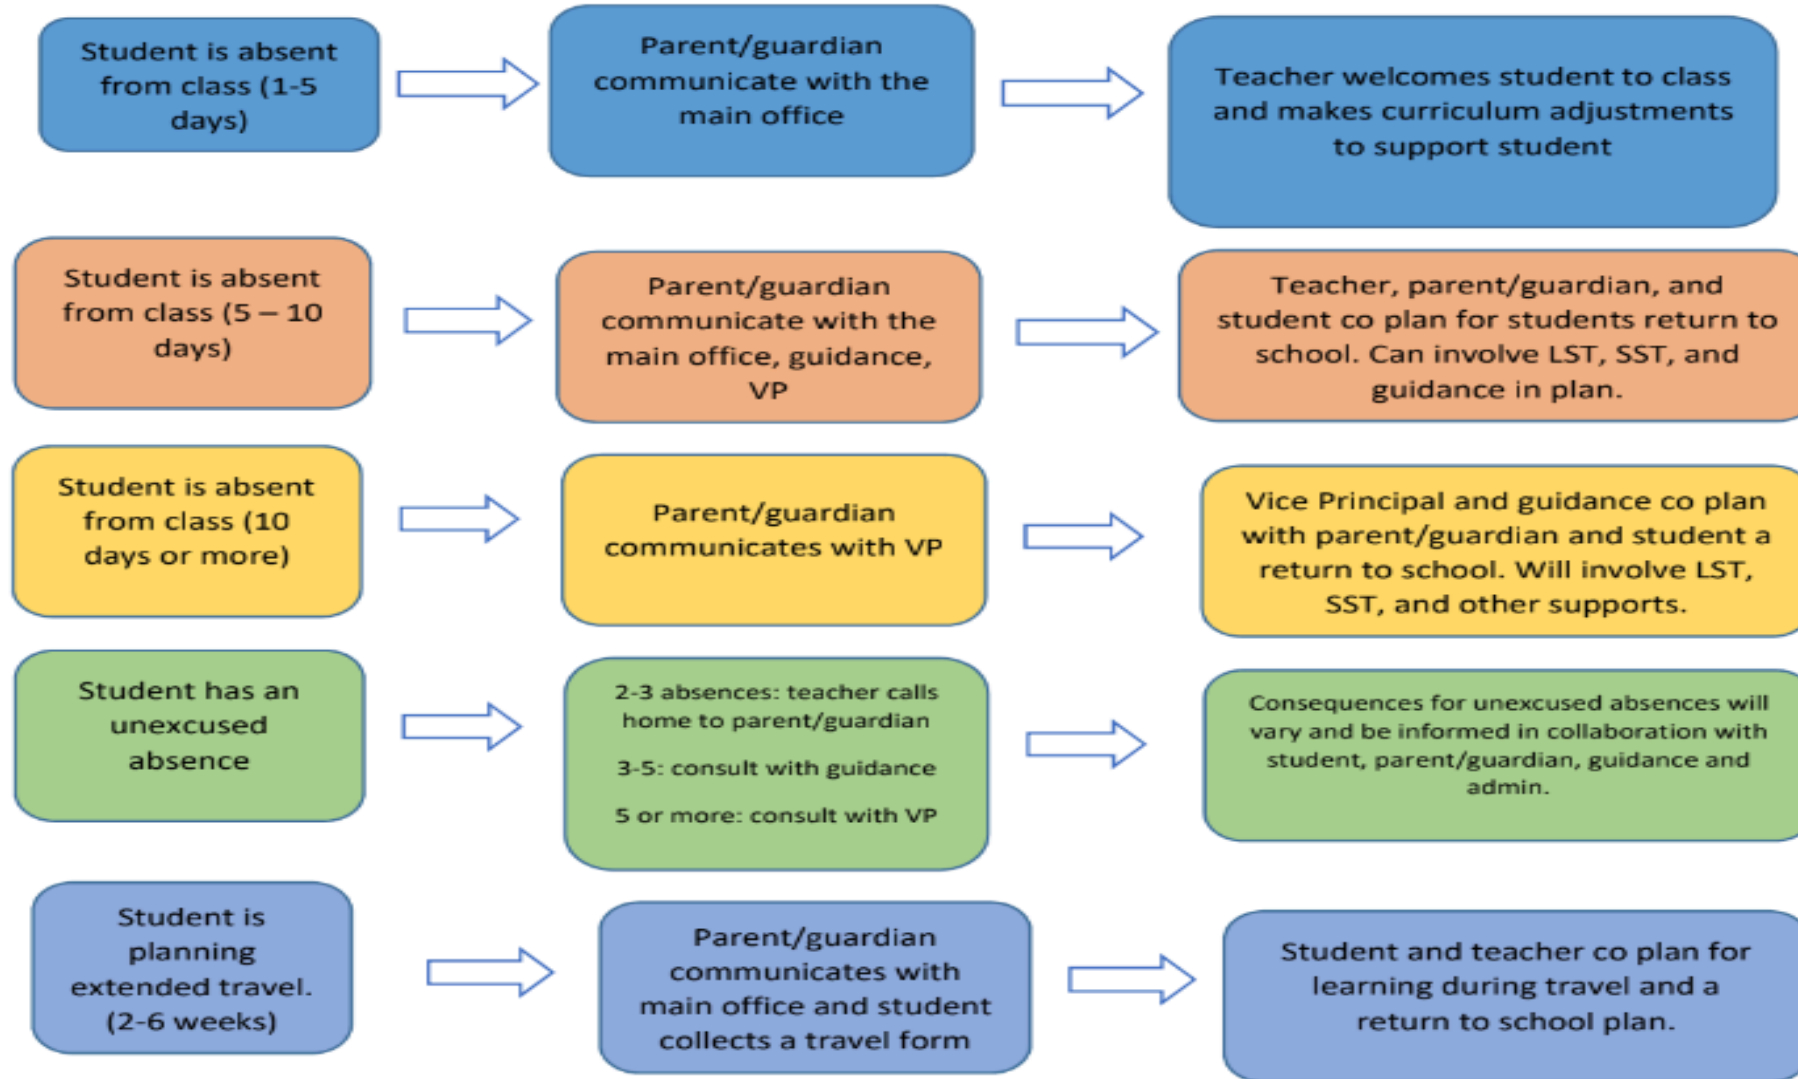 Student is absent
from class (1-5
days)
Parent/guardian
communicate with the
main office
Teacher welcomes student to class
and makes curriculum adjustments
to support student
Student is absent
from class (5 – 10
days)
Parent/guardian
communicate with the
main office, guidance,
VP
Teacher, parent/guardian, and
student co plan for students return to
school. Can involve LST, SST, and
guidance in plan.
Student is absent
from class (10
days or more)
Parent/guardian
communicates with VP
Vice Principal and guidance co plan
with parent/guardian and student a
return to school. Will involve LST,
SST, and other supports.
Student has an
unexcused
absence
2-3 absences: teacher calls
home to parent/guardian
3-5: consult with guidance
5 or more: consult with VP
Consequences for unexcused absences will
vary and be informed in collaboration with
student, parent/guardian, guidance and
admin.
Student is
planning
extended travel.
(2-6 weeks)
Parent/guardian
communicates with
main office and student
collects a travel form
Student and teacher co plan for
learning during travel and a
return to school plan.